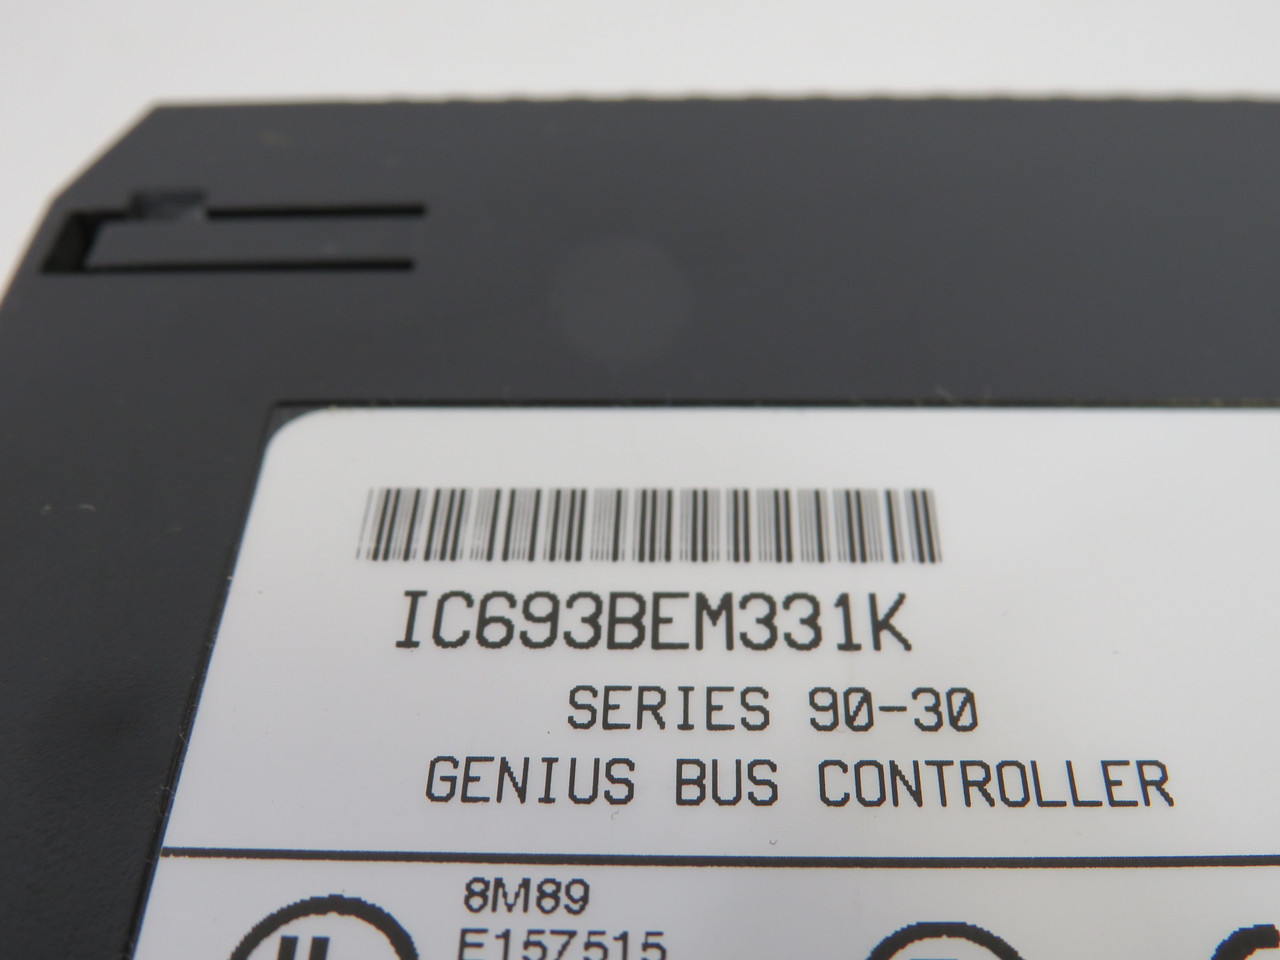 IC693BEM331K
SERIES 90-30
GENIUS BUS CONTROLLER
8M89
E157515